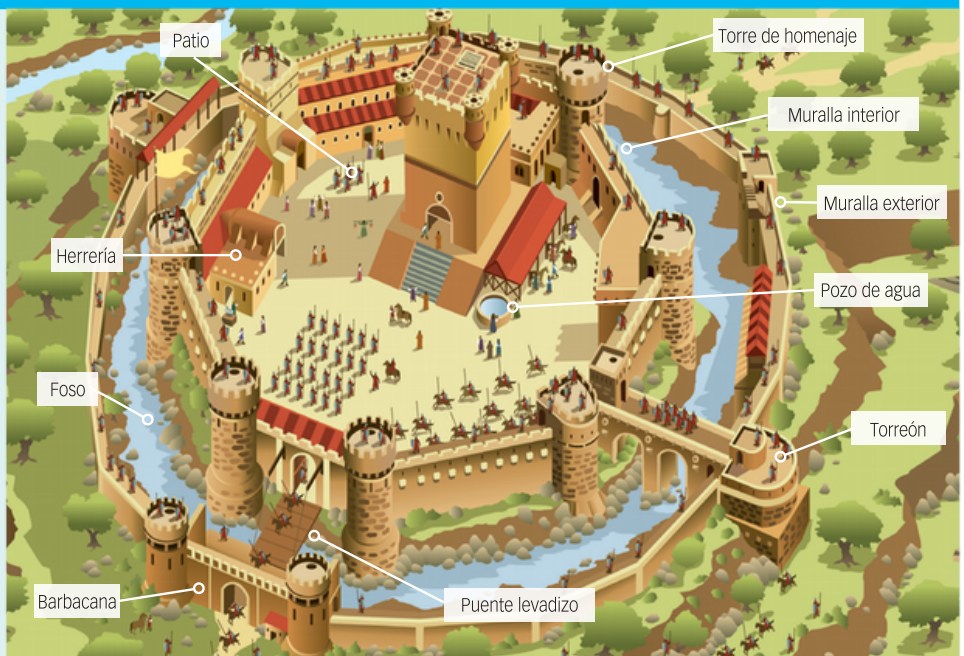 Patio
Torre de homenaje
Muralla interior
Muralla exterior
Herrería
Pozo de agua
Foso
Torreón
Barbacana
Puente levadizo